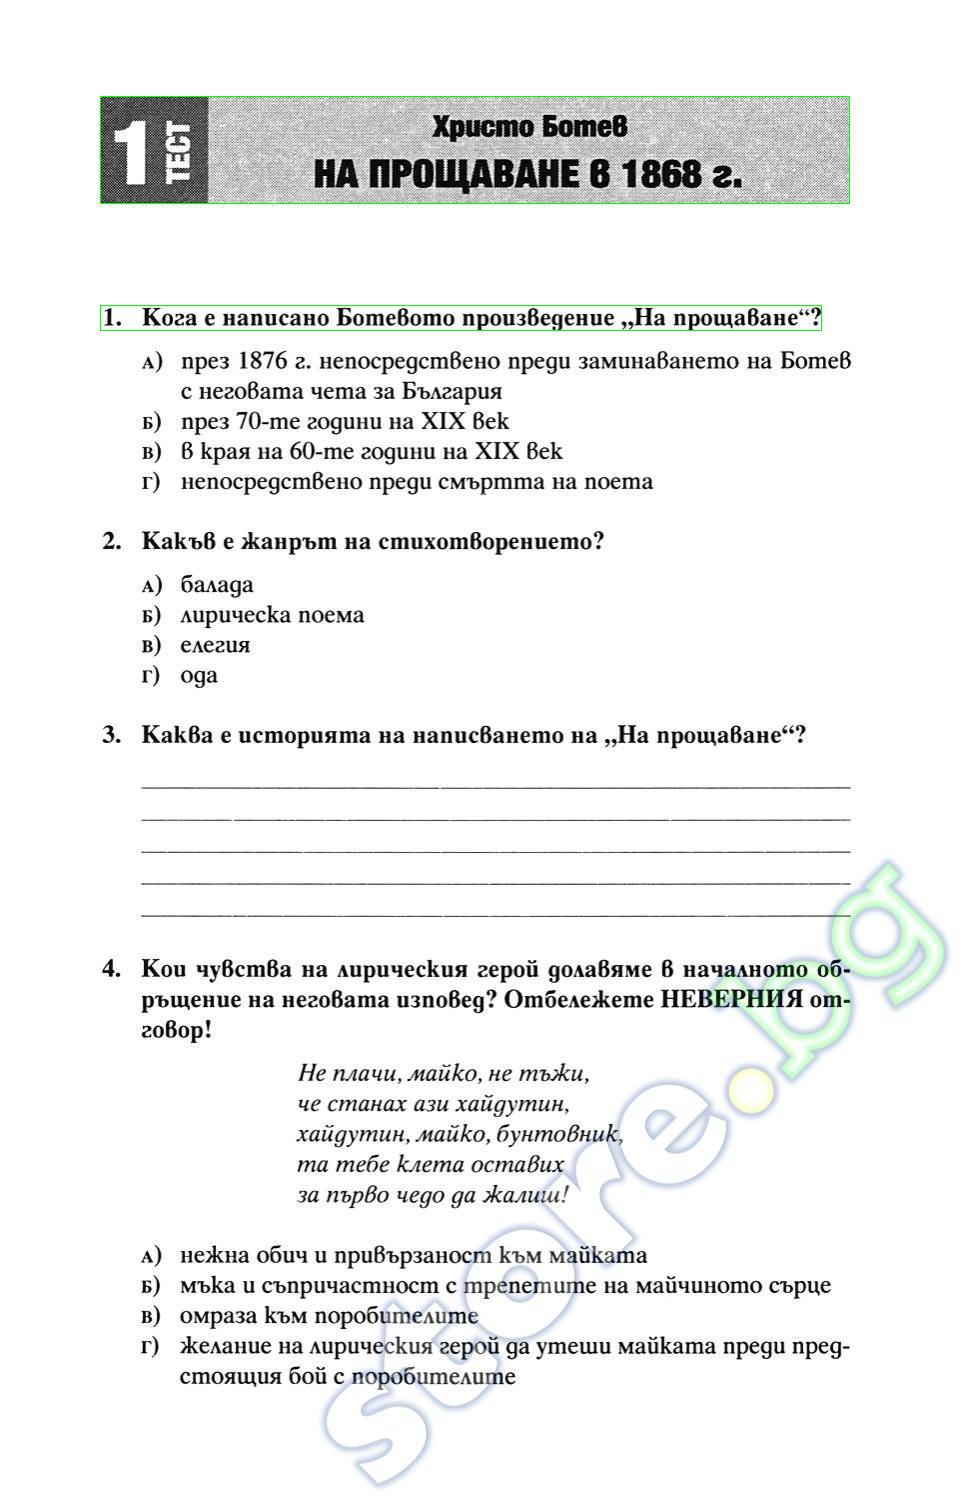 1 ТЕСТ
Христо Ботев
НА ПРОЩАВАНЕ в 1868 г.
1. Кога е написано Ботевото произведение „На прощаване“?
А) през 1876 г. непосредствено преди заминаването на Ботев
с неговата чета за България
Б) през 70-те години на XIX век
В) в края на 60-те години на XIX век
Г) непосредствено преди смъртта на поета
2. Какъв е жанрът на стихотворението?
А) балада
Б) лирическа поема
В) елегия
Г) ода
3. Каква е историята на написването на „На прощаване“?
4. Кои чувства на лирическия герой долавяме в началното об-
ръщение на неговата изповед? Отбележете НЕВЕРНИЯ от-
говор!
Не плачи, майко, не тъжи,
че станах ази хайдутин,
хайдутин, майко, бунтовник,
та тебе клета оставих
за първо чедо да жалиш!
А) нежна обич и привързаност към майката
Б) мъка и съпричастност с трепетите на майчиното сърце
В) омраза към поробителите
Г) желание на лирическия герой да утеши майката преди пред-
стоящия бой с поробителите
store.bg